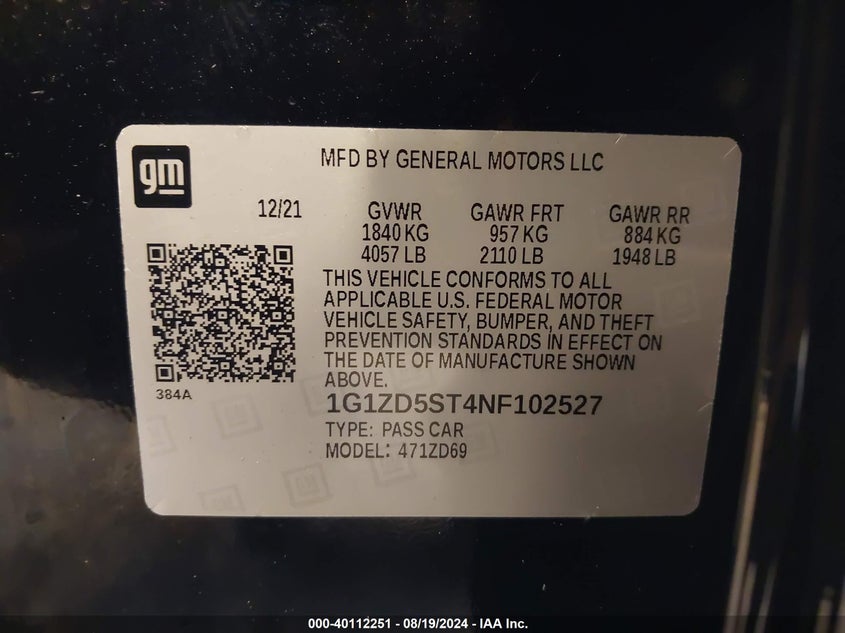 gm
MFD BY GENERAL MOTORS LLC
12/21 GVWR GAWR FRT GAWR RR
1840 KG 957 KG 884 KG
4057 LB 2110 LB 1948 LB
THIS VEHICLE CONFORMS TO ALL
APPLICABLE U.S. FEDERAL MOTOR
VEHICLE SAFETY, BUMPER, AND THEFT
PREVENTION STANDARDS IN EFFECT ON
THE DATE OF MANUFACTURE SHOWN
ABOVE.
384A
1G1ZD5ST4NF102527
TYPE: PASS CAR
MODEL: 471ZD69
000-40112251 - 08/19/2024 - IAA Inc.